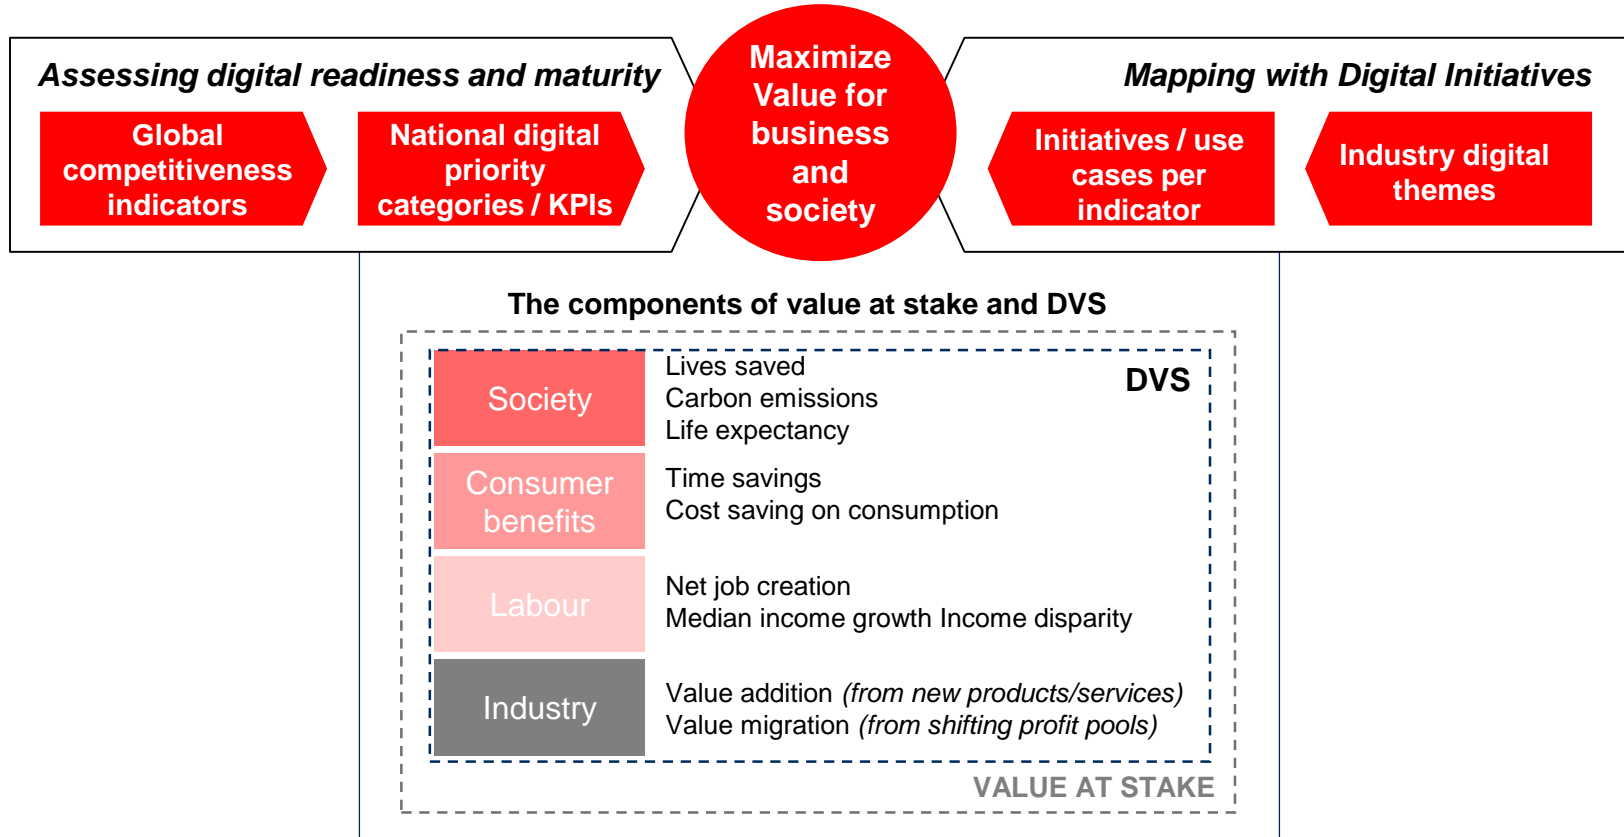 Assessing digital readiness and maturity
Global
competitiveness
indicators
National digital
priority
categories / KPIs
Maximize
Value for
business
and
society
Mapping with Digital Initiatives
Initiatives / use
cases per
indicator
Industry digital
themes
The components of value at stake and DVS
DVS
Society
Lives saved
Carbon emissions
Life expectancy
Consumer
benefits
Time savings
Cost saving on consumption
Labour
Net job creation
Median income growth Income disparity
Industry
Value addition (from new products/services)
Value migration (from shifting profit pools)
VALUE AT STAKE